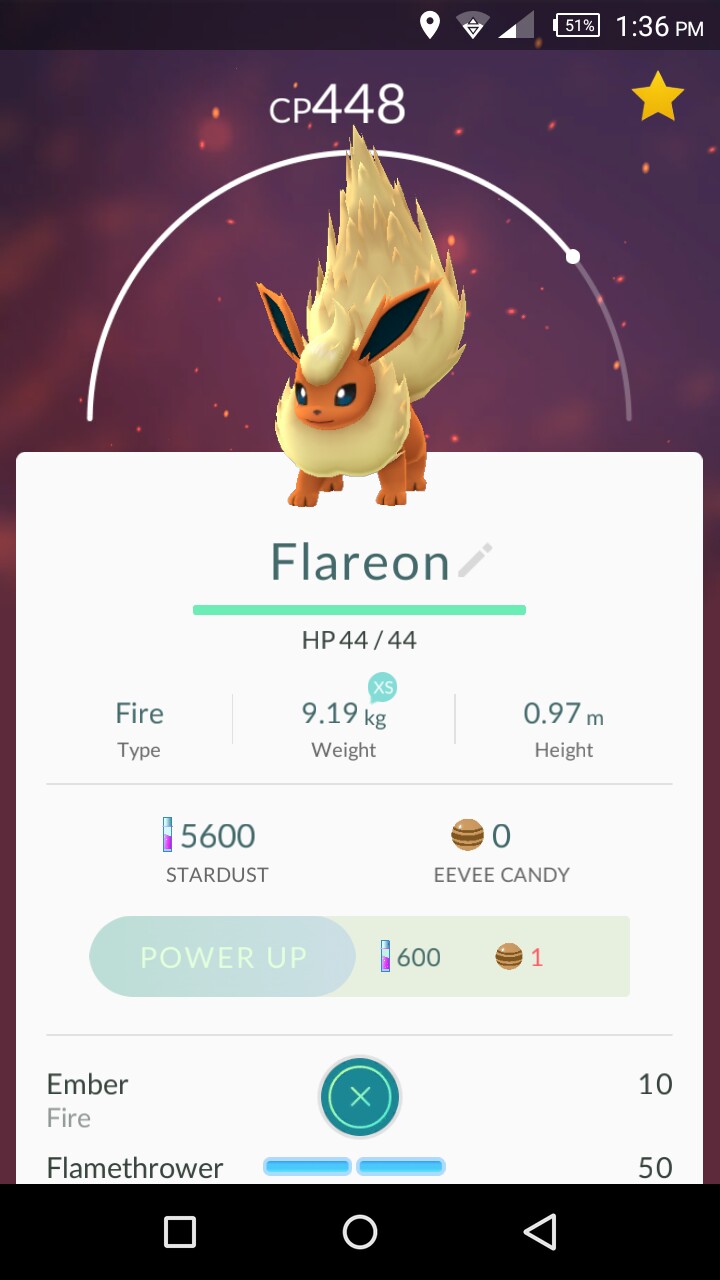 51% 1:36 PM
CP448
Flareon
HP 44 / 44
XS
Fire 9.19 kg 0.97 m
Type Weight Height
5600 0
STARDUST EEVEE CANDY
POWER UP 600 1
Ember 10
Fire
Flamethrower 50